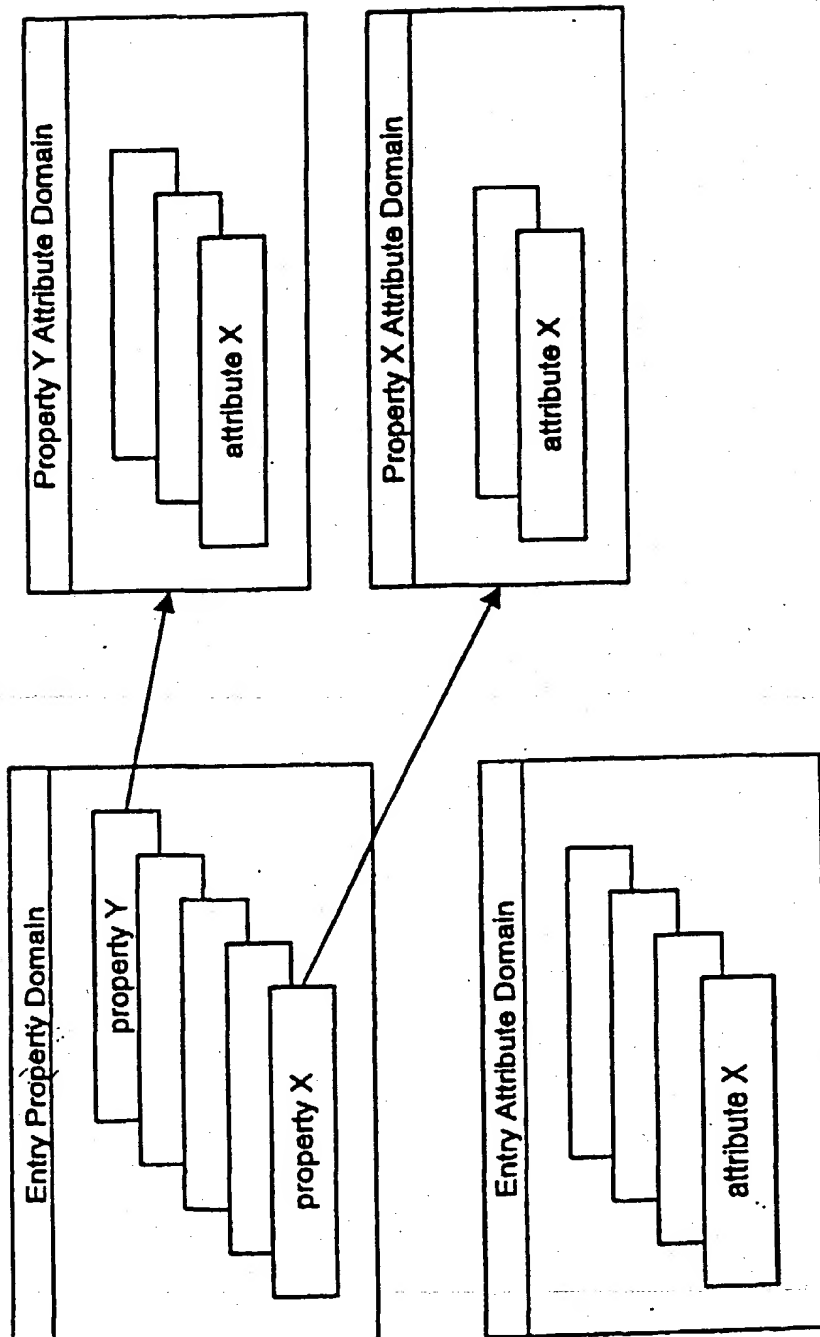 Entry Property Domain
property Y
property X
Property Y Attribute Domain
attribute X
Entry Attribute Domain
attribute X
Property X Attribute Domain
attribute X